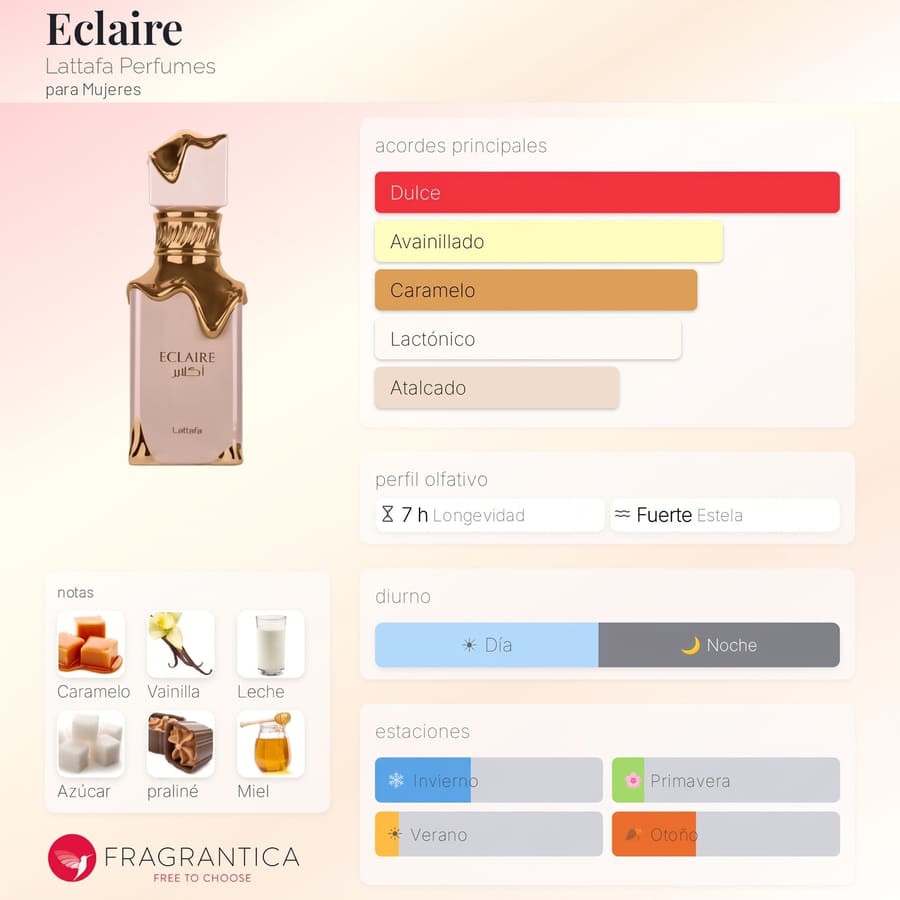 Eclaire
Lattafa Perfumes
para Mujeres
ECLAIRE
أكلاير
Lattafa
acordes principales
Dulce
Avainillado
Caramelo
Lactónico
Atalcado
perfil olfativo
7 h Longevidad
Fuerte Estela
diurno
Día
Noche
estaciones
Invierno
Primavera
Verano
Otoño
notas
Caramelo
Vainilla
Leche
Azúcar
praliné
Miel
FRAGRANTICA
FREE TO CHOOSE